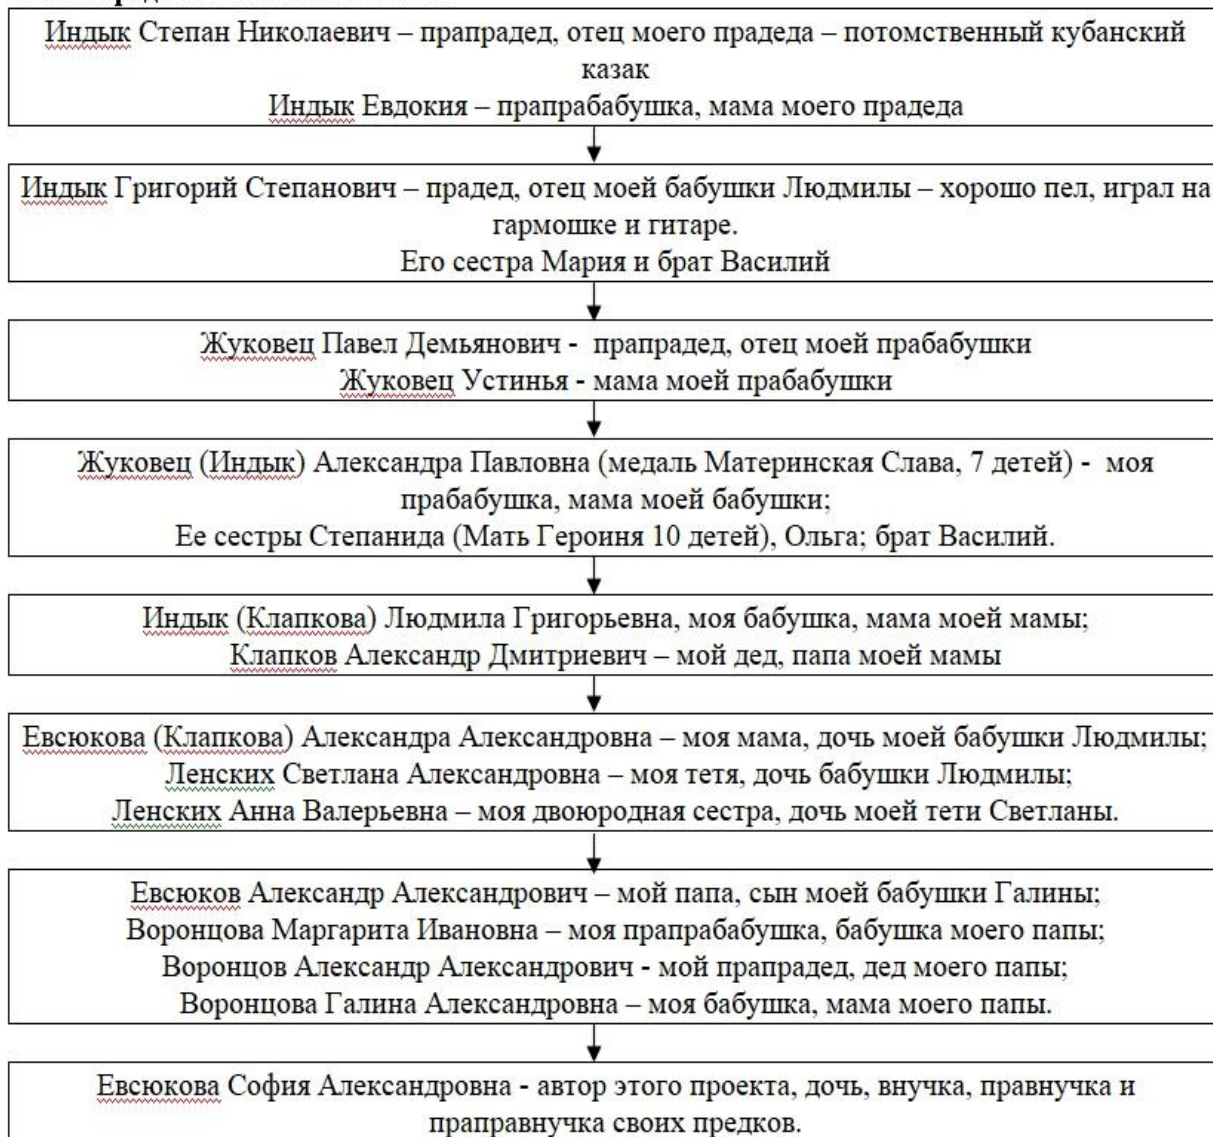 Индык Степан Николаевич – прапрадед, отец моего прадеда – потомственный кубанский
казак
Индык Евдокия – прапрабабушка, мама моего прадеда
Индык Григорий Степанович – прадед, отец моей бабушки Людмилы – хорошо пел, играл на
гармошке и гитаре.
Его сестра Мария и брат Василий
Жуковец Павел Демьянович - прапрадед, отец моей прабабушки
Жуковец Устинья - мама моей прабабушки
Жуковец (Индык) Александра Павловна (медаль Материнская Слава, 7 детей) - моя
прабабушка, мама моей бабушки;
Ее сестры Степанида (Мать Героиня 10 детей), Ольга; брат Василий.
Индык (Клапкова) Людмила Григорьевна, моя бабушка, мама моей мамы;
Клапков Александр Дмитриевич – мой дед, папа моей мамы
Евсюкова (Клапкова) Александра Александровна – моя мама, дочь моей бабушки Людмилы;
Ленских Светлана Александровна – моя тетя, дочь бабушки Людмилы;
Ленских Анна Валерьевна – моя двоюродная сестра, дочь моей тети Светланы.
Евсюков Александр Александрович – мой папа, сын моей бабушки Галины;
Воронцова Маргарита Ивановна – моя прапрабабушка, бабушка моего папы;
Воронцов Александр Александрович - мой прапрадед, дед моего папы;
Воронцова Галина Александровна – моя бабушка, мама моего папы.
Евсюкова София Александровна - автор этого проекта, дочь, внучка, правнучка и
праправнучка своих предков.